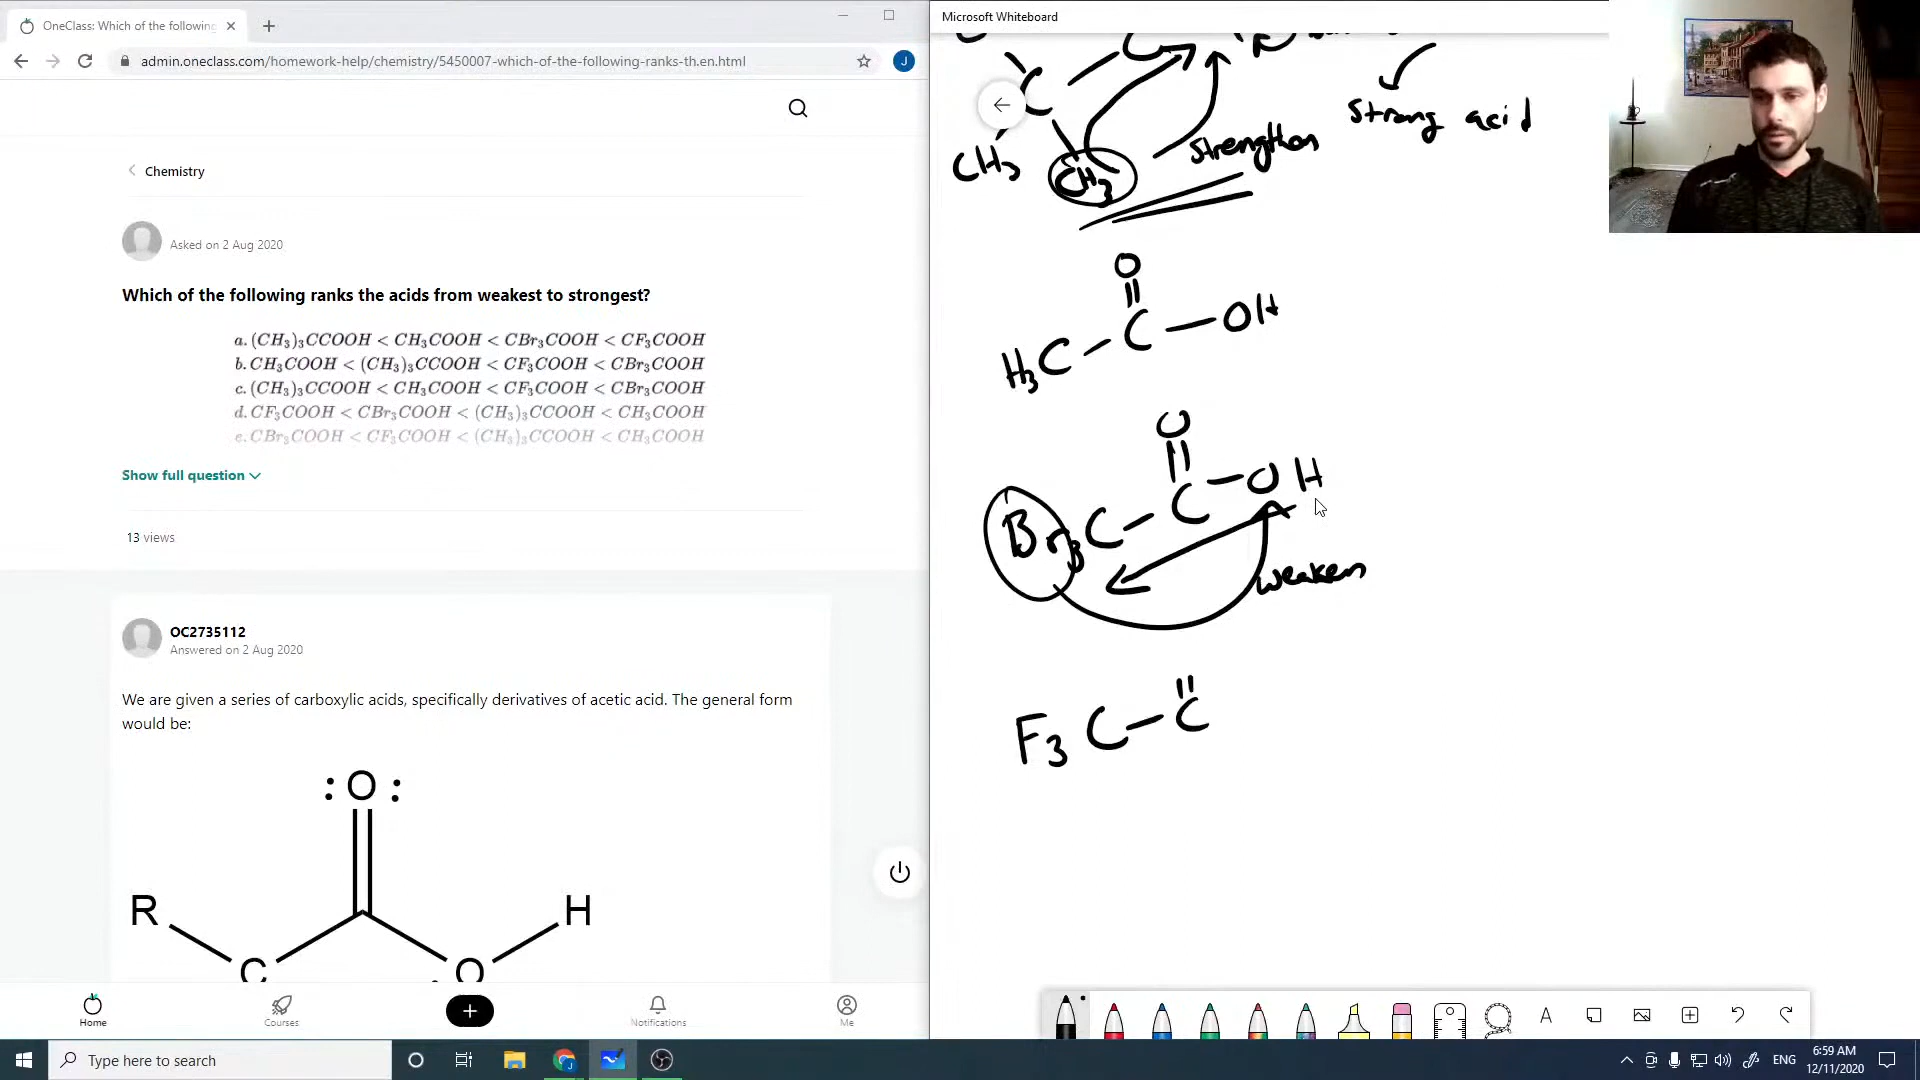 OneClass: Which of the following
admin.oneclass.com/homework-help/chemistry/5450007-which-of-the-following-ranks-th.en.html
J
Chemistry
Asked on 2 Aug 2020
Which of the following ranks the acids from weakest to strongest?
a. (CH₃)₃CCOOH < CH₃COOH < CBr₃COOH < CF₃COOH
b. CH₃COOH < (CH₃)₃CCOOH < CF₃COOH < CBr₃COOH
c. (CH₃)₃CCOOH < CH₃COOH < CF₃COOH < CBr₃COOH
d. CF₃COOH < CBr₃COOH < (CH₃)₃CCOOH < CH₃COOH
e. CBr₃COOH < CF₃COOH < (CH₃)₃CCOOH < CH₃COOH
Show full question
13 views
OC2735112
Answered on 2 Aug 2020
We are given a series of carboxylic acids, specifically derivatives of acetic acid. The general form
would be:
: O :
R H
C O
Home Courses Notifications Me
Microsoft Whiteboard
C
Strong acid
strengthen
CH₃ CH₃
O
H₃C – C – OH
O
Br₃C – C – OH
weakens
F₃C – C
A
Type here to search
ENG
6:59 AM
12/11/2020